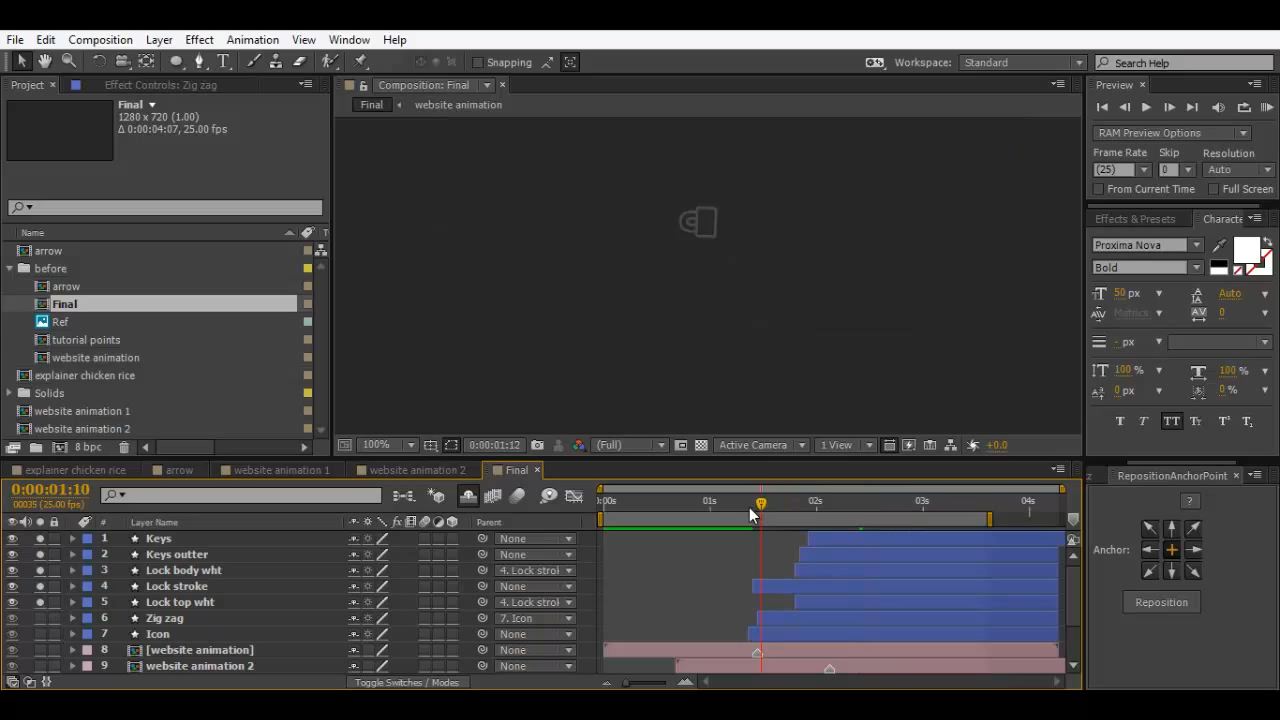 File Edit Composition Layer Effect Animation View Window Help
Snapping Workspace: Standard Search Help
Project Effect Controls: Zig zag Composition: Final Preview
Final website animation
Final
1280 x 720 (1.00)
Δ 0:00:04:07, 25.00 fps
RAM Preview Options
Frame Rate Skip Resolution
(25) 0 Auto
From Current Time Full Screen
Name T
arrow
before
arrow
Final
Ref
tutorial points
website animation
explainer chicken rice
Solids
website animation 1
website animation 2
8 bpc
Effects & Presets Characte
Proxima Nova
Bold
50 px Auto
Metrics 0
- px
100 % 100 %
0 px 0 %
T T TT Tt T¹ T₁
100% 0:00:01:12 (Full) Active Camera 1 View +0.0
explainer chicken rice arrow website animation 1 website animation 2 Final
RepositionAnchorPoint
?
Anchor:
Reposition
0:00:01:10
00035 (25.00 fps)
:00s 01s 02s 03s 04s
# Layer Name fx Parent
1 Keys None
2 Keys outter None
3 Lock body wht 4. Lock strol
4 Lock stroke None
5 Lock top wht 4. Lock strol
6 Zig zag 7. Icon
7 Icon None
8 [website animation] None
9 website animation 2 None
Toggle Switches / Modes